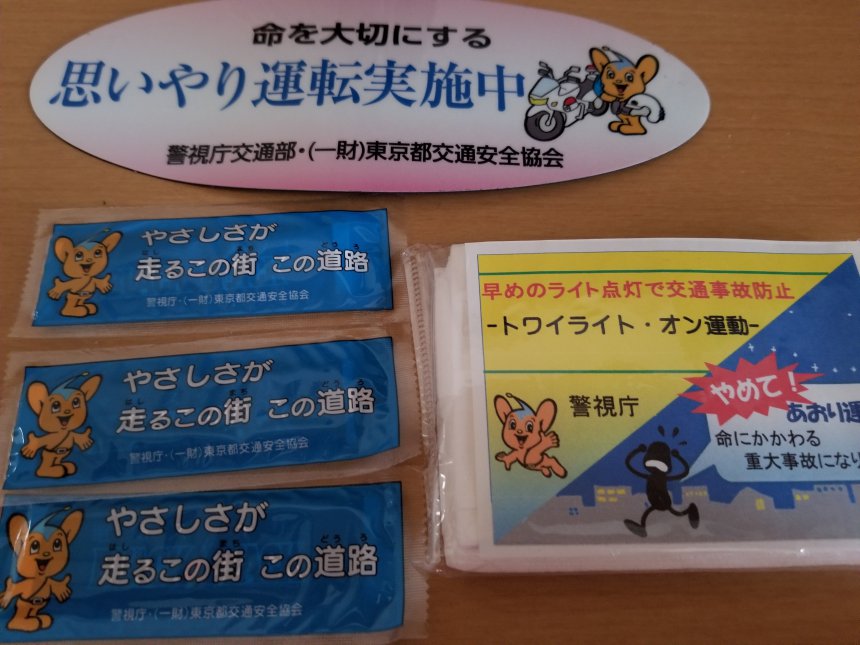 命を大切にする
思いやり運転実施中
警視庁交通部・(一財)東京都交通安全協会
やさしさが
走るこの街 この道路
警視庁・(一財)東京都交通安全協会
やさしさが
走るこの街 この道路
警視庁・(一財)東京都交通安全協会
やさしさが
走るこの街 この道路
警視庁・(一財)東京都交通安全協会
早めのライト点灯で交通事故防止
-トワイライト・オン運動-
警視庁
やめて!
あおり運
命にかかわる
重大事故になり